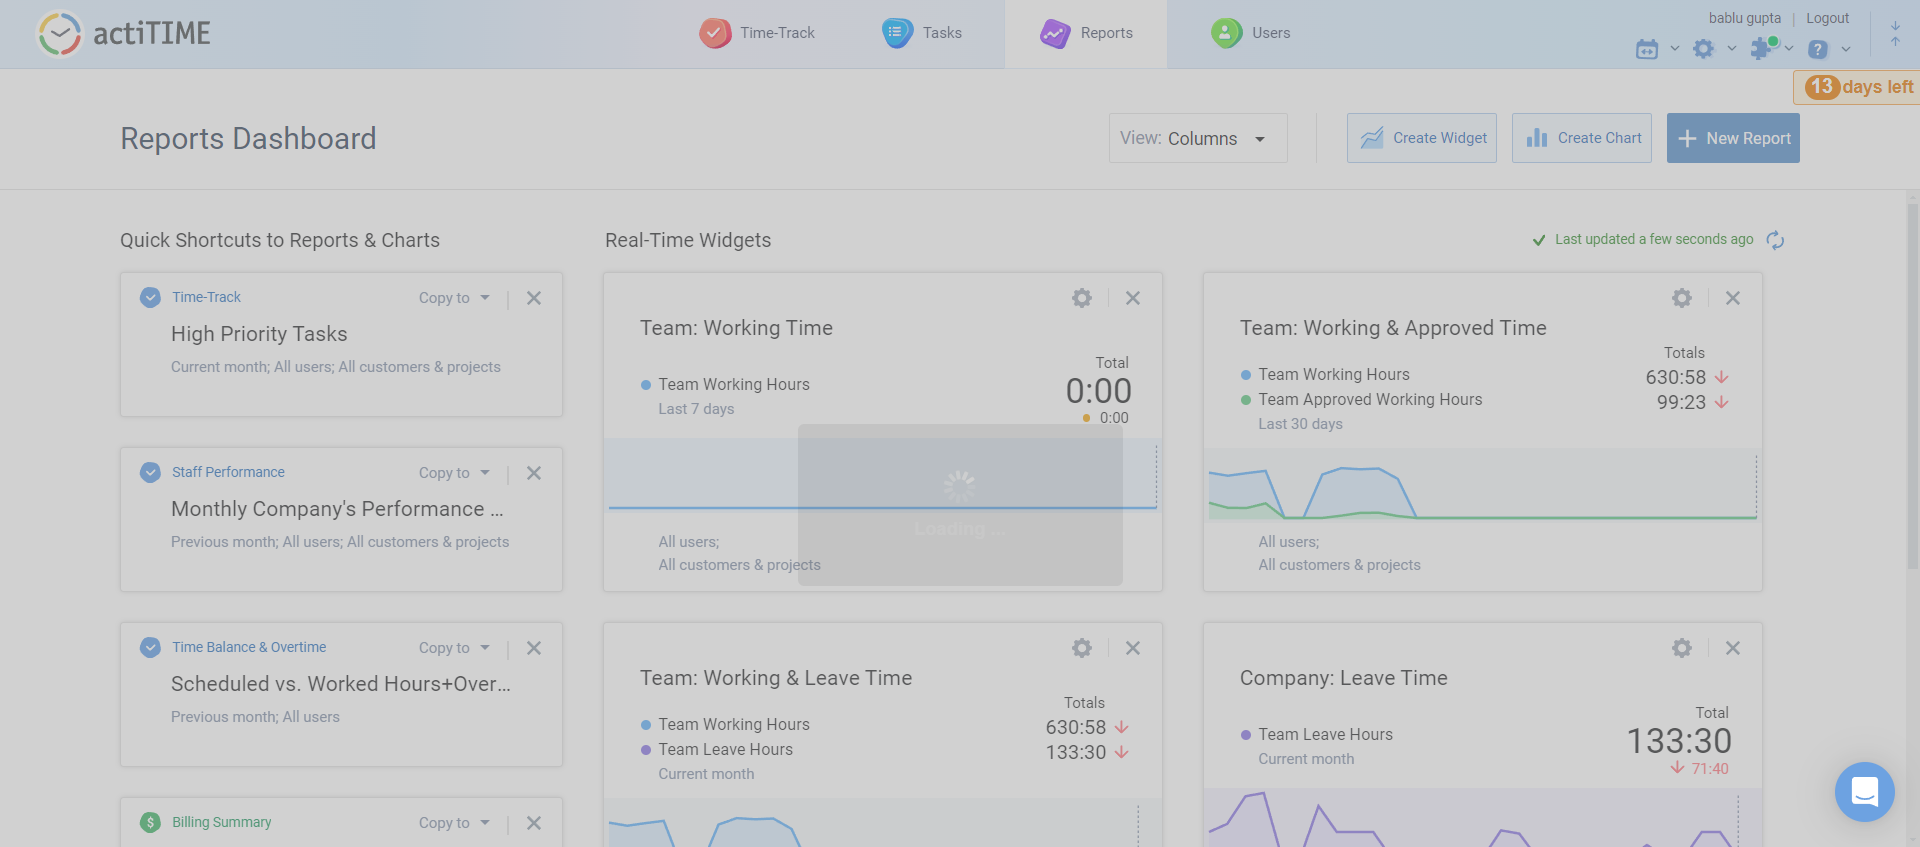 actiTIME
Time-Track
Tasks
Reports
Users
bablu gupta | Logout
?
13 days left
Reports Dashboard
View: Columns
Create Widget
Create Chart
New Report
Quick Shortcuts to Reports & Charts
Real-Time Widgets
Last updated a few seconds ago
Time-Track
Copy to
High Priority Tasks
Current month; All users; All customers & projects
Staff Performance
Copy to
Monthly Company's Performance ...
Previous month; All users; All customers & projects
Time Balance & Overtime
Copy to
Scheduled vs. Worked Hours+Over...
Previous month; All users
$
Billing Summary
Copy to
Team: Working Time
Total
Team Working Hours
0:00
Last 7 days
0:00
Loading ...
All users;
All customers & projects
Team: Working & Approved Time
Totals
Team Working Hours
630:58
Team Approved Working Hours
99:23
Last 30 days
All users;
All customers & projects
Team: Working & Leave Time
Totals
Team Working Hours
630:58
Team Leave Hours
133:30
Current month
Company: Leave Time
Total
Team Leave Hours
133:30
Current month
71:40